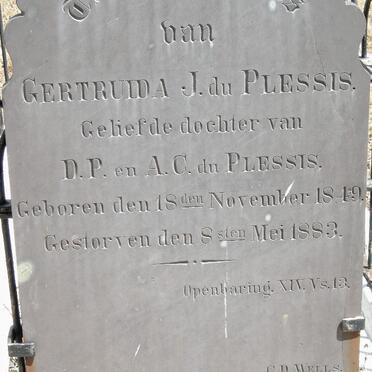 van
GERTRUIDA J. du PLESSIS.
Geliefde dochter van
D.P. en A.C. du PLESSIS.
Geboren den 18den November 1849.
Gestorven den 8sten Mei 1883.
Openbaring. XIV. Vs. 13.
C.D. WELLS.